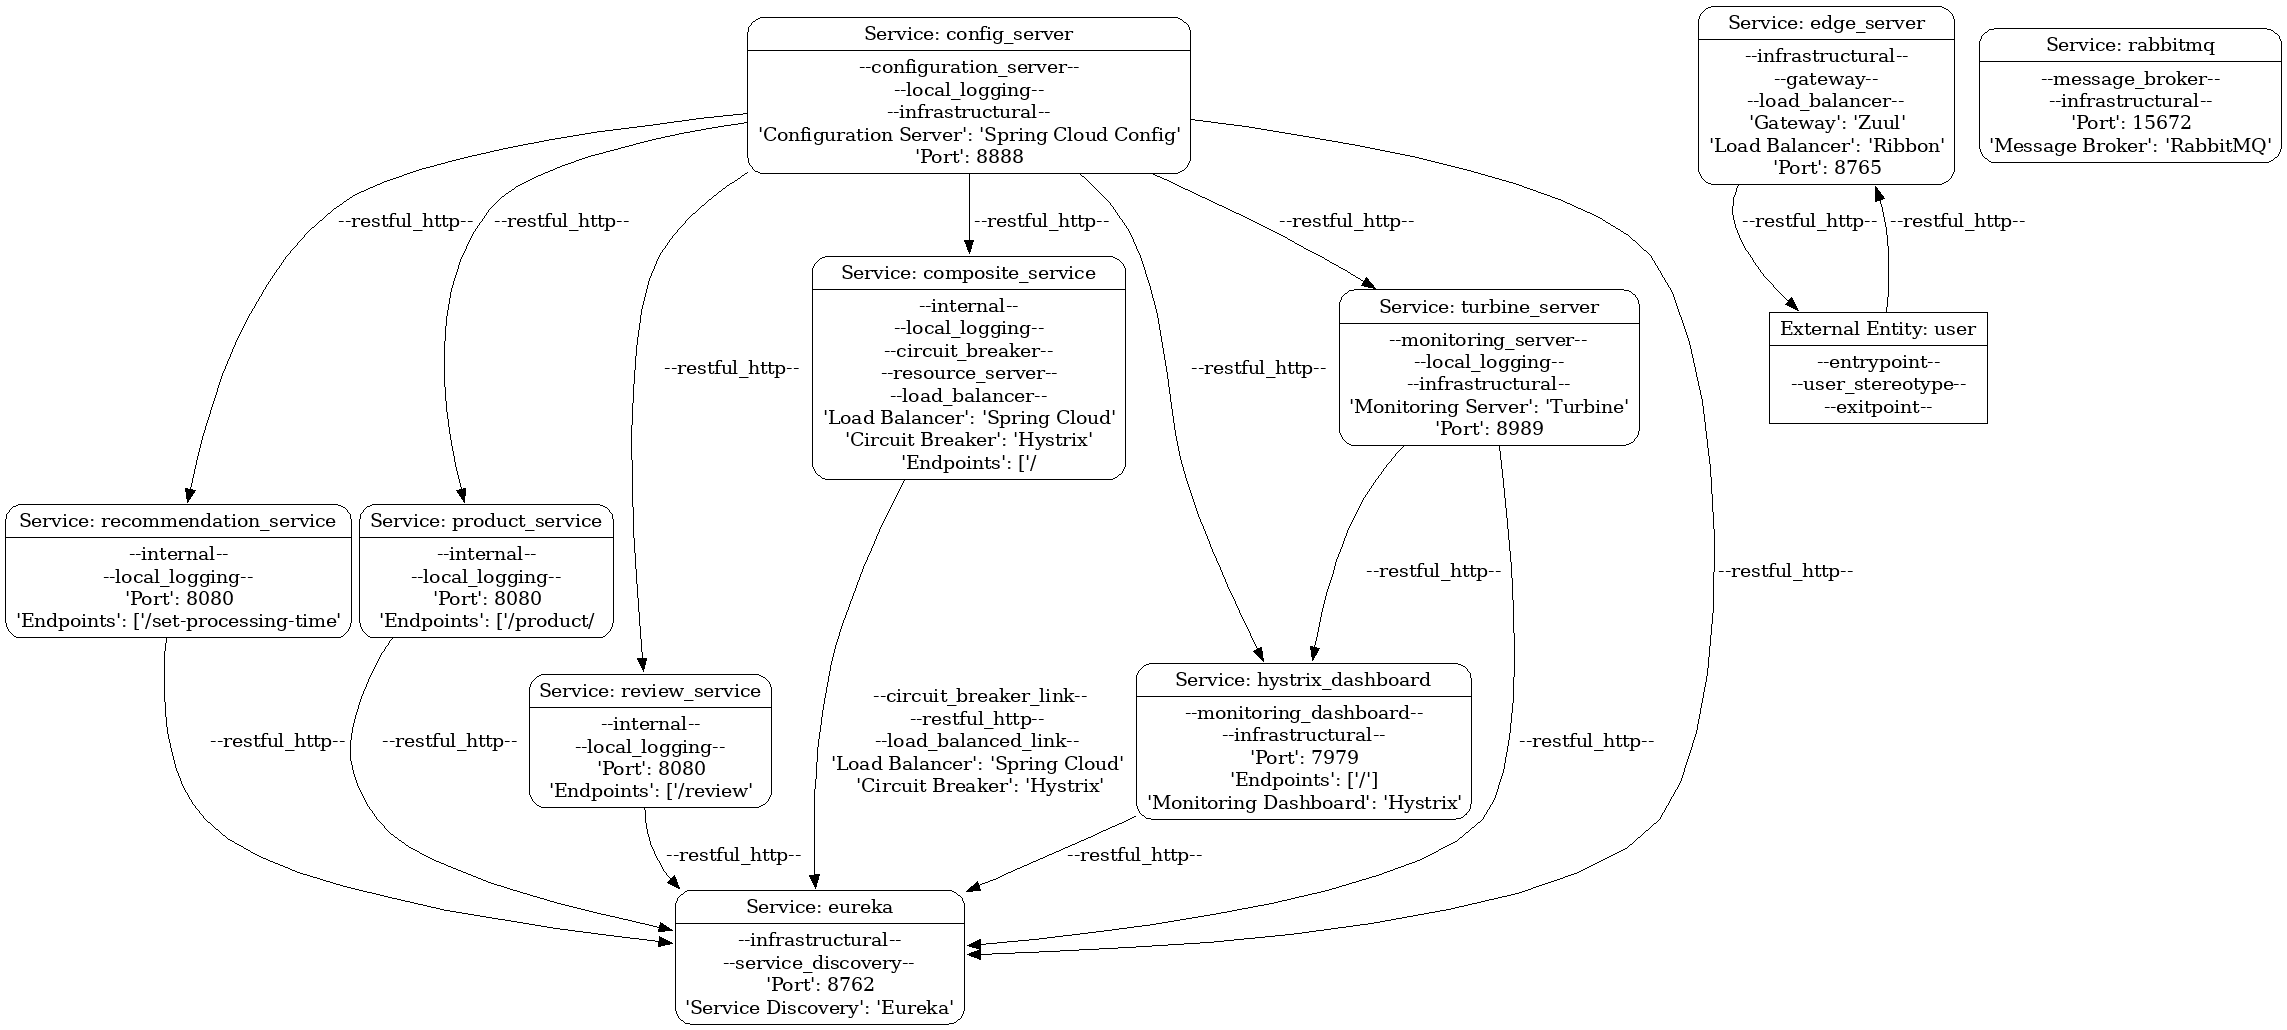 Service: config_server
--configuration_server--
--local_logging--
--infrastructural--
'Configuration Server': 'Spring Cloud Config'
'Port': 8888
Service: edge_server
--infrastructural--
--gateway--
--load_balancer--
'Gateway': 'Zuul'
'Load Balancer': 'Ribbon'
'Port': 8765
Service: rabbitmq
--message_broker--
--infrastructural--
'Port': 15672
'Message Broker': 'RabbitMQ'
--restful_http--
--restful_http--
--restful_http--
--restful_http--
--restful_http--
--restful_http--
Service: composite_service
--internal--
--local_logging--
--circuit_breaker--
--resource_server--
--load_balancer--
'Load Balancer': 'Spring Cloud'
'Circuit Breaker': 'Hystrix'
'Endpoints': ['/
Service: turbine_server
--monitoring_server--
--local_logging--
--infrastructural--
'Monitoring Server': 'Turbine'
'Port': 8989
External Entity: user
--entrypoint--
--user_stereotype--
--exitpoint--
--restful_http--
--restful_http--
Service: recommendation_service
--internal--
--local_logging--
'Port': 8080
'Endpoints': ['/set-processing-time'
Service: product_service
--internal--
--local_logging--
'Port': 8080
'Endpoints': ['/product/
--restful_http--
--restful_http--
Service: review_service
--internal--
--local_logging--
'Port': 8080
'Endpoints': ['/review'
--circuit_breaker_link--
--restful_http--
--load_balanced_link--
'Load Balancer': 'Spring Cloud'
'Circuit Breaker': 'Hystrix'
Service: hystrix_dashboard
--monitoring_dashboard--
--infrastructural--
'Port': 7979
'Endpoints': ['/']
'Monitoring Dashboard': 'Hystrix'
--restful_http--
--restful_http--
--restful_http--
--restful_http--
--restful_http--
Service: eureka
--infrastructural--
--service_discovery--
'Port': 8762
'Service Discovery': 'Eureka'